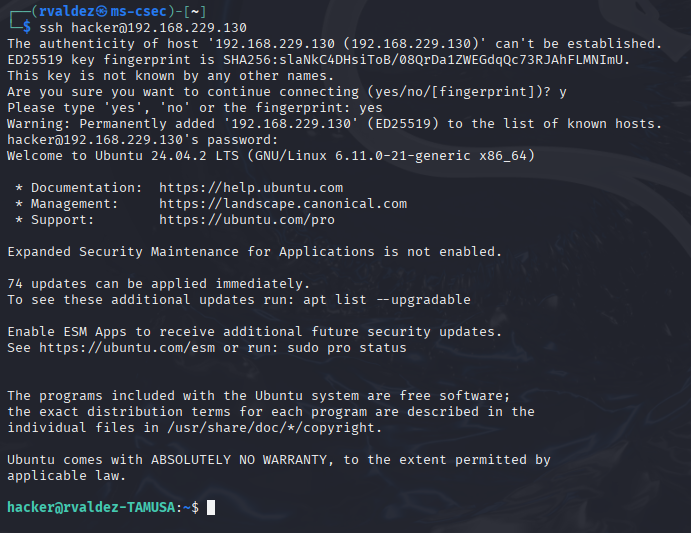 ┌──(rvaldez㉿ms-csec)-[~]
└─$ ssh hacker@192.168.229.130
The authenticity of host '192.168.229.130 (192.168.229.130)' can't be established.
ED25519 key fingerprint is SHA256:slaNkC4DHsiToB/08QrDa1ZWEGdqQc73RJAhFLMNImU.
This key is not known by any other names.
Are you sure you want to continue connecting (yes/no/[fingerprint])? y
Please type 'yes', 'no' or the fingerprint: yes
Warning: Permanently added '192.168.229.130' (ED25519) to the list of known hosts.
hacker@192.168.229.130's password:
Welcome to Ubuntu 24.04.2 LTS (GNU/Linux 6.11.0-21-generic x86_64)
* Documentation:  https://help.ubuntu.com
* Management:     https://landscape.canonical.com
* Support:        https://ubuntu.com/pro
Expanded Security Maintenance for Applications is not enabled.
74 updates can be applied immediately.
To see these additional updates run: apt list --upgradable
Enable ESM Apps to receive additional future security updates.
See https://ubuntu.com/esm or run: sudo pro status
The programs included with the Ubuntu system are free software;
the exact distribution terms for each program are described in the
individual files in /usr/share/doc/*/copyright.
Ubuntu comes with ABSOLUTELY NO WARRANTY, to the extent permitted by
applicable law.
hacker@rvaldez-TAMUSA:~$